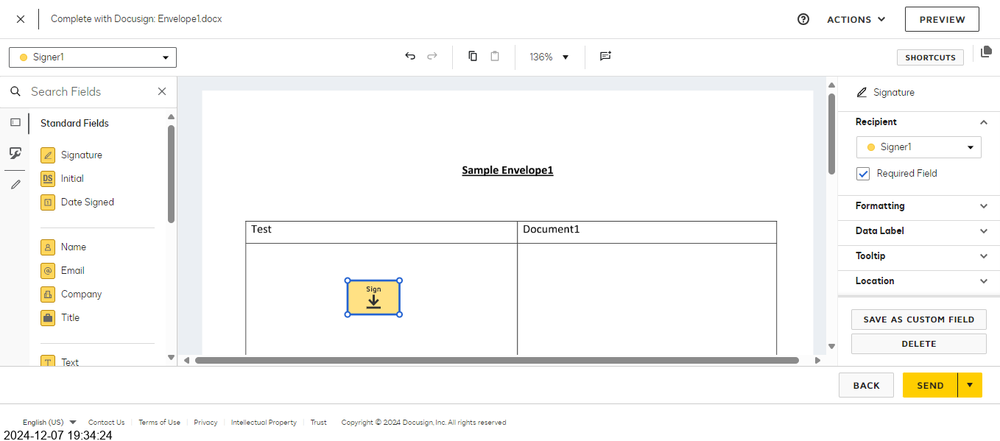 Complete with Docusign: Envelope1.docx
ACTIONS
PREVIEW
Signer1
136%
SHORTCUTS
Search Fields
Standard Fields
Signature
DS Initial
1 Date Signed
Name
@ Email
Company
Title
T Text
Sample Envelope1
Test Document1
Sign
Signature
Recipient
Signer1
Required Field
Formatting
Data Label
Tooltip
Location
SAVE AS CUSTOM FIELD
DELETE
BACK
SEND
English (US) Contact Us Terms of Use Privacy Intellectual Property Trust Copyright © 2024 Docusign, Inc. All rights reserved
2024-12-07 19:34:24